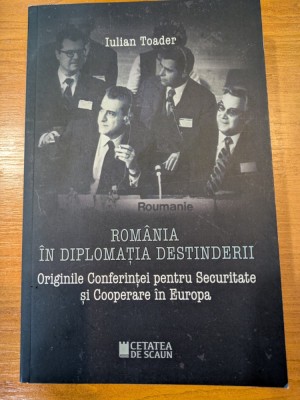 Iulian Toader
Roumanie
ROMÂNIA
ÎN DIPLOMAȚIA DESTINDERII
Originile Conferinței pentru Securitate
și Cooperare în Europa
CETATEA
DE SCAUN